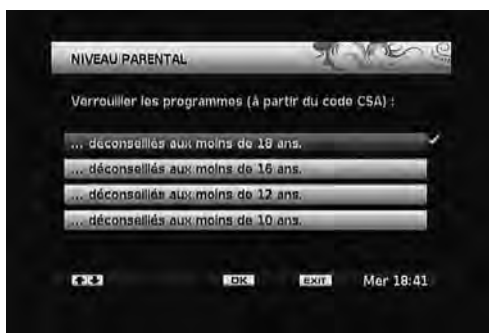 NIVEAU PARENTAL
Verrouiller les programmes (à partir du code CSA) :
... déconseillés aux moins de 18 ans.
... déconseillés aux moins de 16 ans.
... déconseillés aux moins de 12 ans.
... déconseillés aux moins de 10 ans.
OK EXIT Mer 18:41